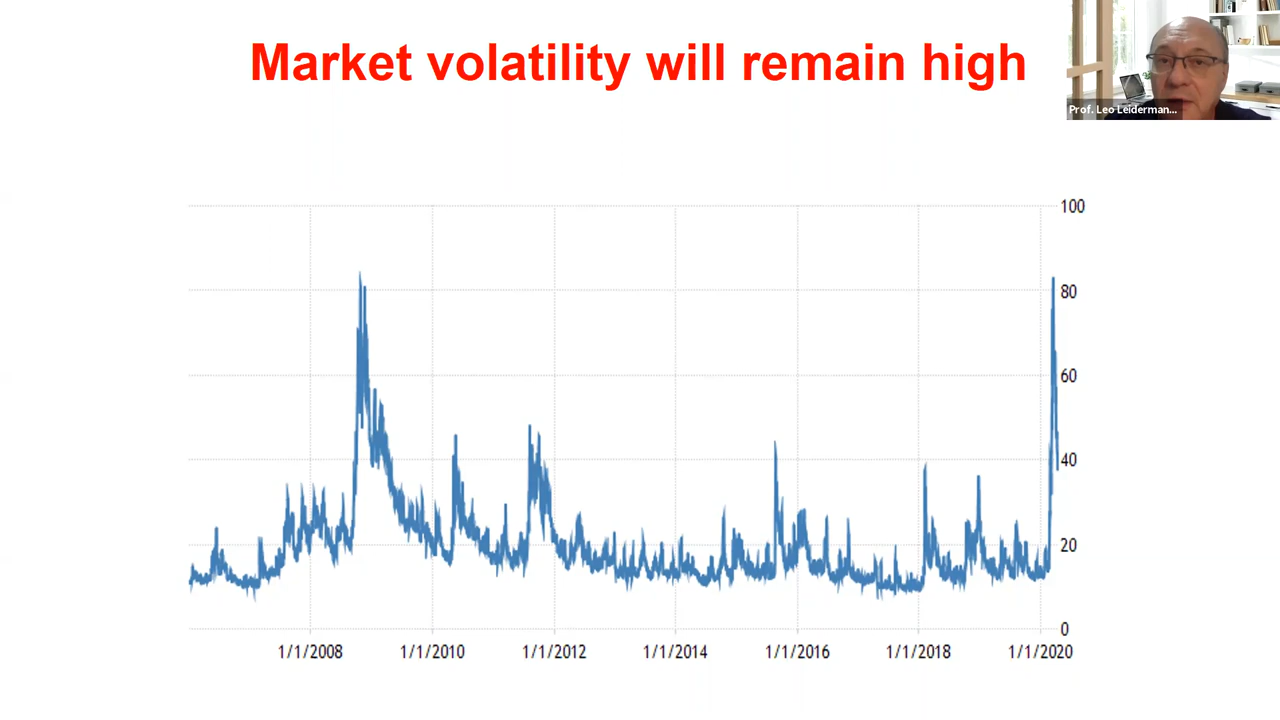 Market volatility will remain high
Prof. Leo Leiderman...
100
80
60
40
20
0
1/1/2008 1/1/2010 1/1/2012 1/1/2014 1/1/2016 1/1/2018 1/1/2020